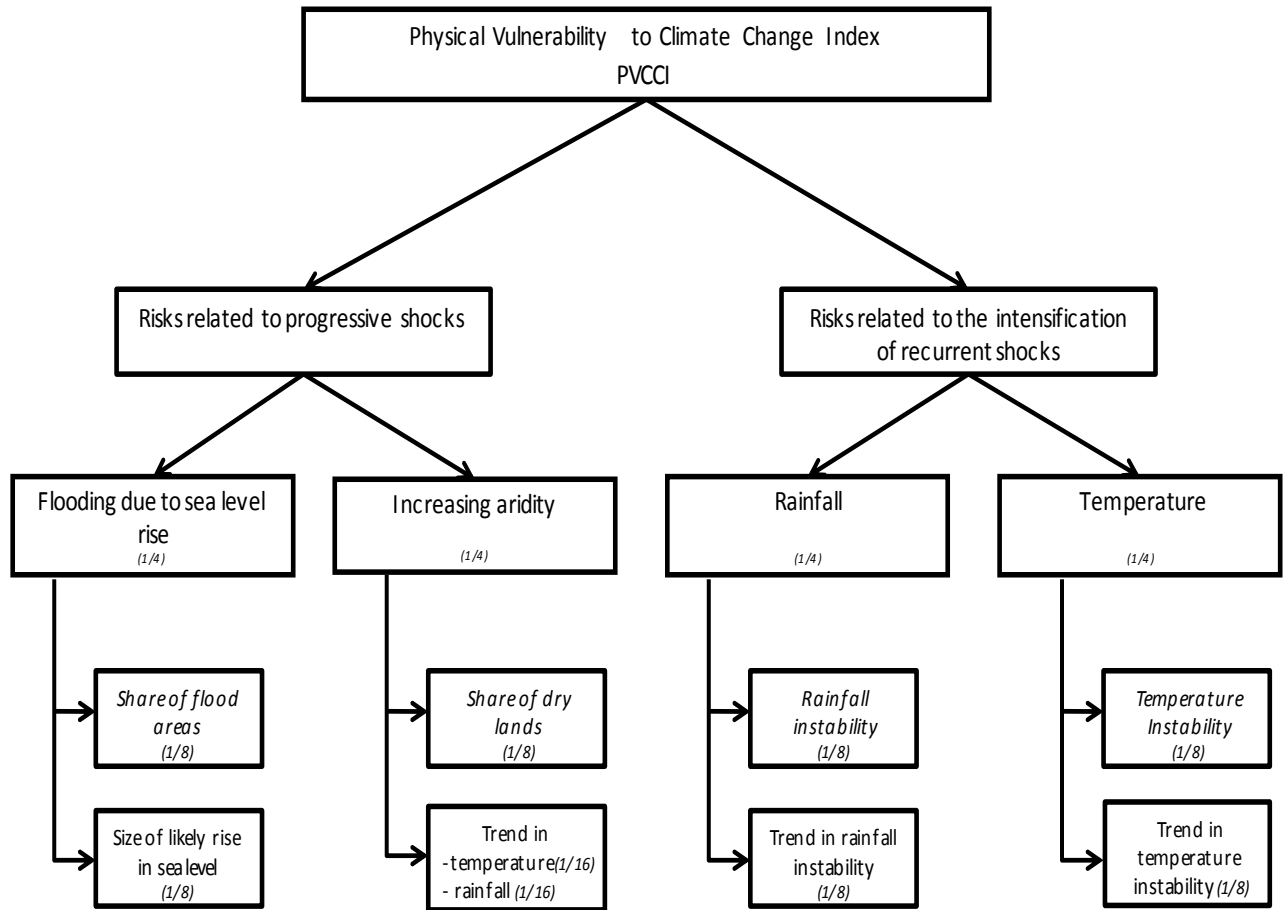 Physical Vulnerability to Climate Change Index
PVCCI
Risks related to progressive shocks
Risks related to the intensification
of recurrent shocks
Flooding due to sea level
rise
(1/4)
Increasing aridity
(1/4)
Rainfall
(1/4)
Temperature
(1/4)
Share of flood
areas
(1/8)
Share of dry
lands
(1/8)
Rainfall
instability
(1/8)
Temperature
Instability
(1/8)
Size of likely rise
in sea level
(1/8)
Trend in
-temperature(1/16)
- rainfall (1/16)
Trend in rainfall
instability
(1/8)
Trend in
temperature
instability (1/8)